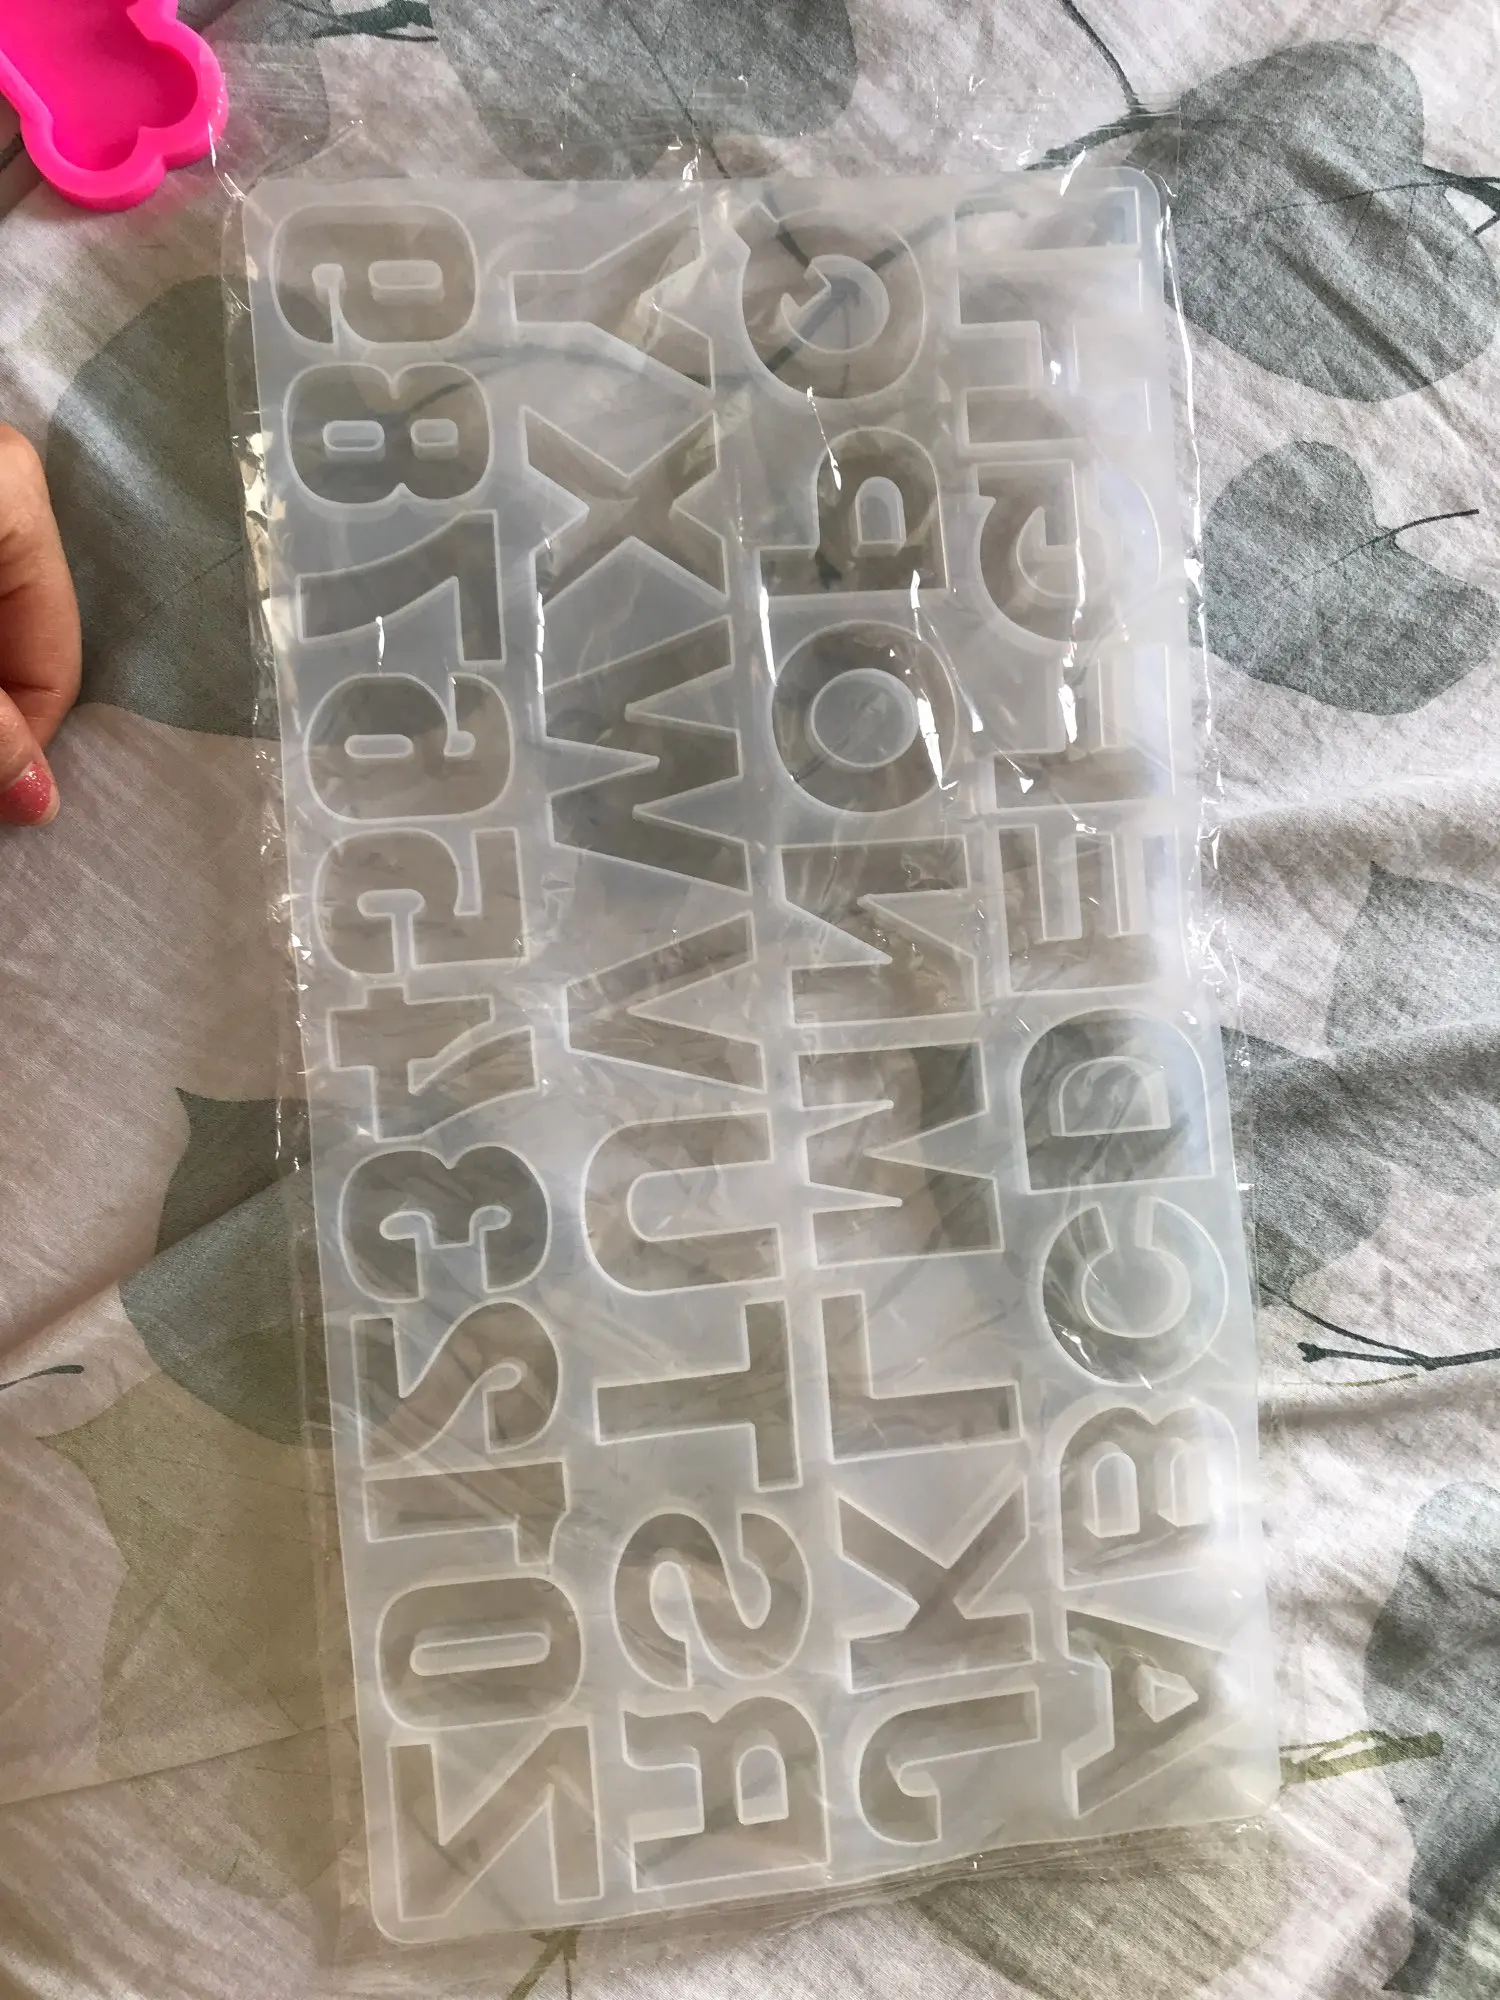 ABCDEFGHI
JKLMNOPQ
RSTUVWXY
Z0123456789